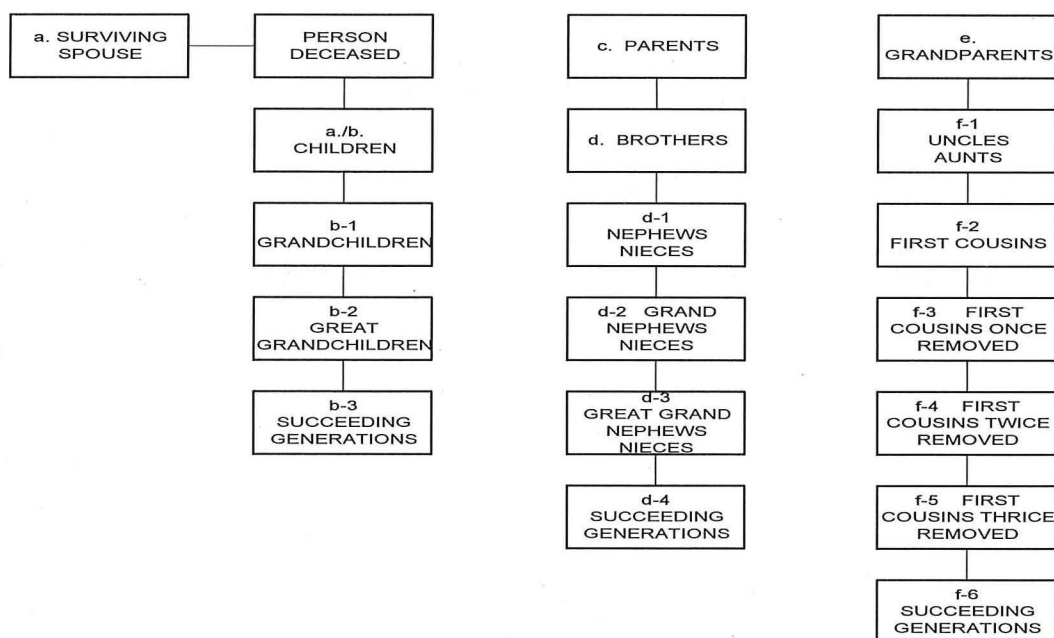 a. SURVIVING
SPOUSE
PERSON
DECEASED
a./b.
CHILDREN
b-1
GRANDCHILDREN
b-2
GREAT
GRANDCHILDREN
b-3
SUCCEEDING
GENERATIONS
c. PARENTS
d. BROTHERS
d-1
NEPHEWS
NIECES
d-2 GRAND
NEPHEWS
NIECES
d-3
GREAT GRAND
NEPHEWS
NIECES
d-4
SUCCEEDING
GENERATIONS
e.
GRANDPARENTS
f-1
UNCLES
AUNTS
f-2
FIRST COUSINS
f-3 FIRST
COUSINS ONCE
REMOVED
f-4 FIRST
COUSINS TWICE
REMOVED
f-5 FIRST
COUSINS THRICE
REMOVED
f-6
SUCCEEDING
GENERATIONS